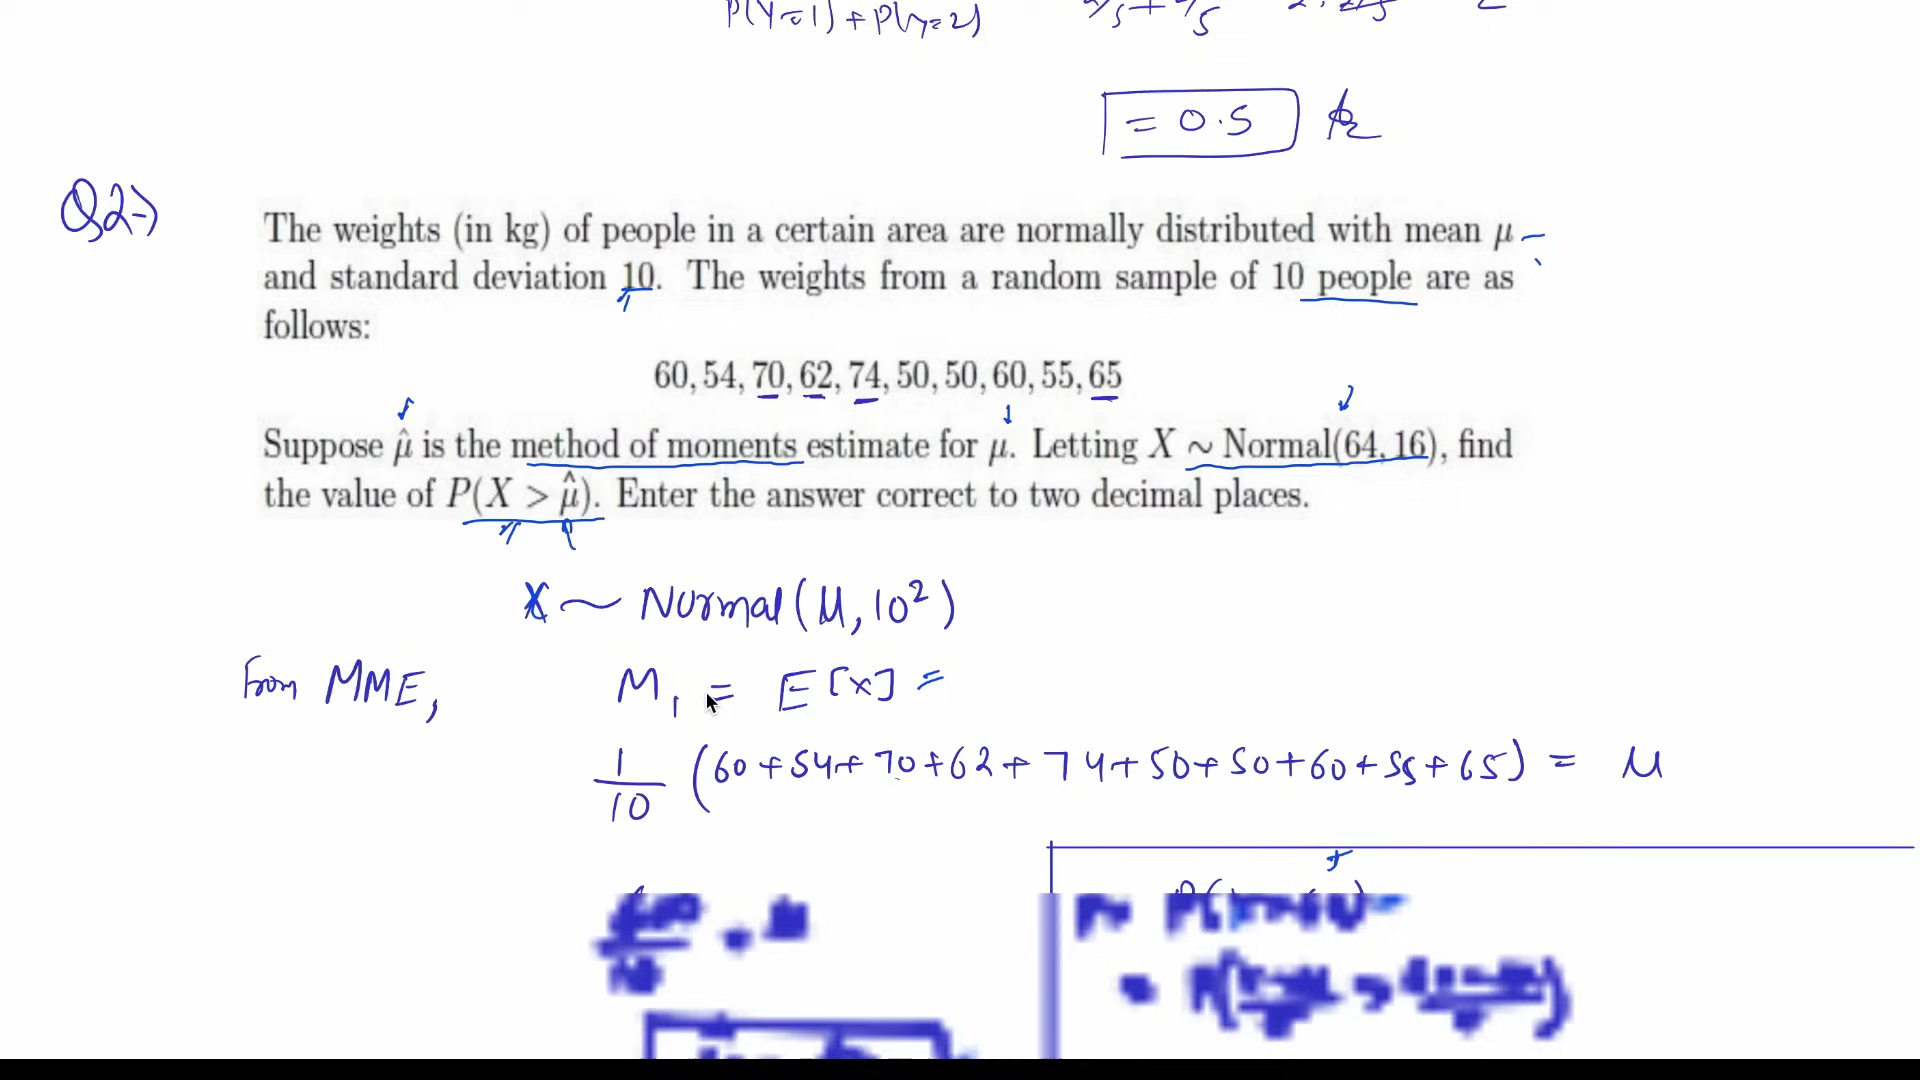 P(Y=1) + P(Y=2)
= 0.5
Q2→
The weights (in kg) of people in a certain area are normally distributed with mean μ
and standard deviation 10. The weights from a random sample of 10 people are as
follows:
60, 54, 70, 62, 74, 50, 50, 60, 55, 65
Suppose μ̂ is the method of moments estimate for μ. Letting X ~ Normal(64, 16), find
the value of P(X > μ̂). Enter the answer correct to two decimal places.
X ~ Normal(μ, 10²)
From MME, M₁ = E[X] =
1/10 (60+54+70+62+74+50+50+60+55+65) = μ